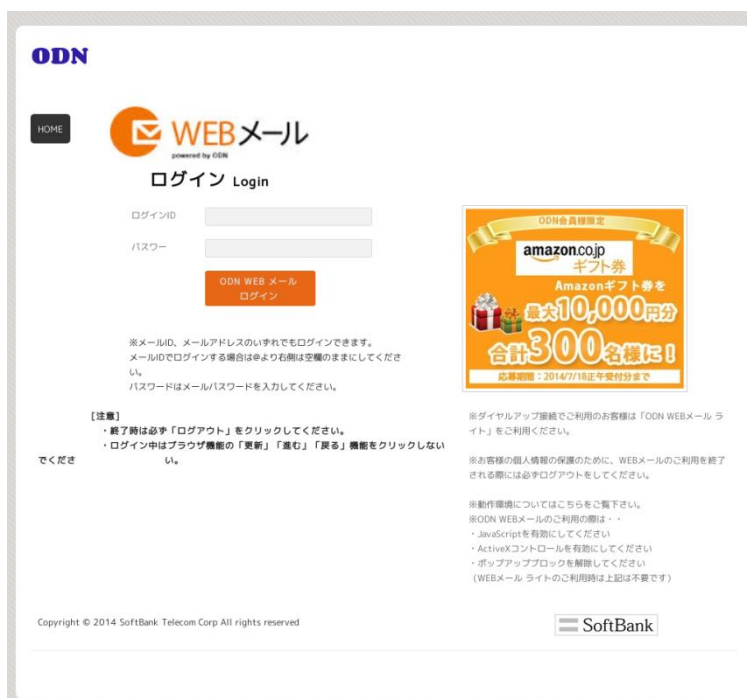 ODN
HOME
WEBメール
powered by ODN
ログイン Login
ログインID
パスワー
ODN WEB メール
ログイン
※メールID、メールアドレスのいずれでもログインできます。
メールIDでログインする場合は@より右側は空欄のままにしてくださ
い。
パスワードはメールパスワードを入力してください。
[注意]
・終了時は必ず「ログアウト」をクリックしてください。
・ログイン中はブラウザ機能の「更新」「進む」「戻る」機能をクリックしない
でくださ い。
ODN会員様限定
amazon.co.jp
ギフト券
Amazonギフト券を
最大10,000円分
合計300名様に！
応募期間：2014/7/18正午受付分まで
※ダイヤルアップ接続でご利用のお客様は「ODN WEBメール ラ
イト」をご利用ください。
※お客様の個人情報の保護のために、WEBメールのご利用を終了
される際には必ずログアウトをしてください。
※動作環境についてはこちらをご覧下さい。
※ODN WEBメールのご利用の際は・・
・JavaScriptを有効にしてください
・ActiveXコントロールを有効にしてください
・ポップアップブロックを解除してください
（WEBメール ライトのご利用時は上記は不要です）
Copyright © 2014 SoftBank Telecom Corp All rights reserved
SoftBank